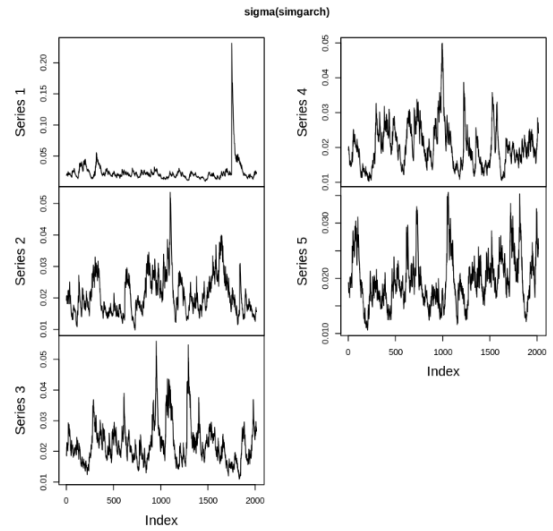 sigma(simgarch)
Series 1
0.05 0.10 0.15 0.20
Series 2
0.01 0.02 0.03 0.04 0.05
Series 3
0.01 0.02 0.03 0.04 0.05
0 500 1000 1500 2000
Index
Series 4
0.01 0.02 0.03 0.04 0.05
Series 5
0.010 0.020 0.030
0 500 1000 1500 2000
Index